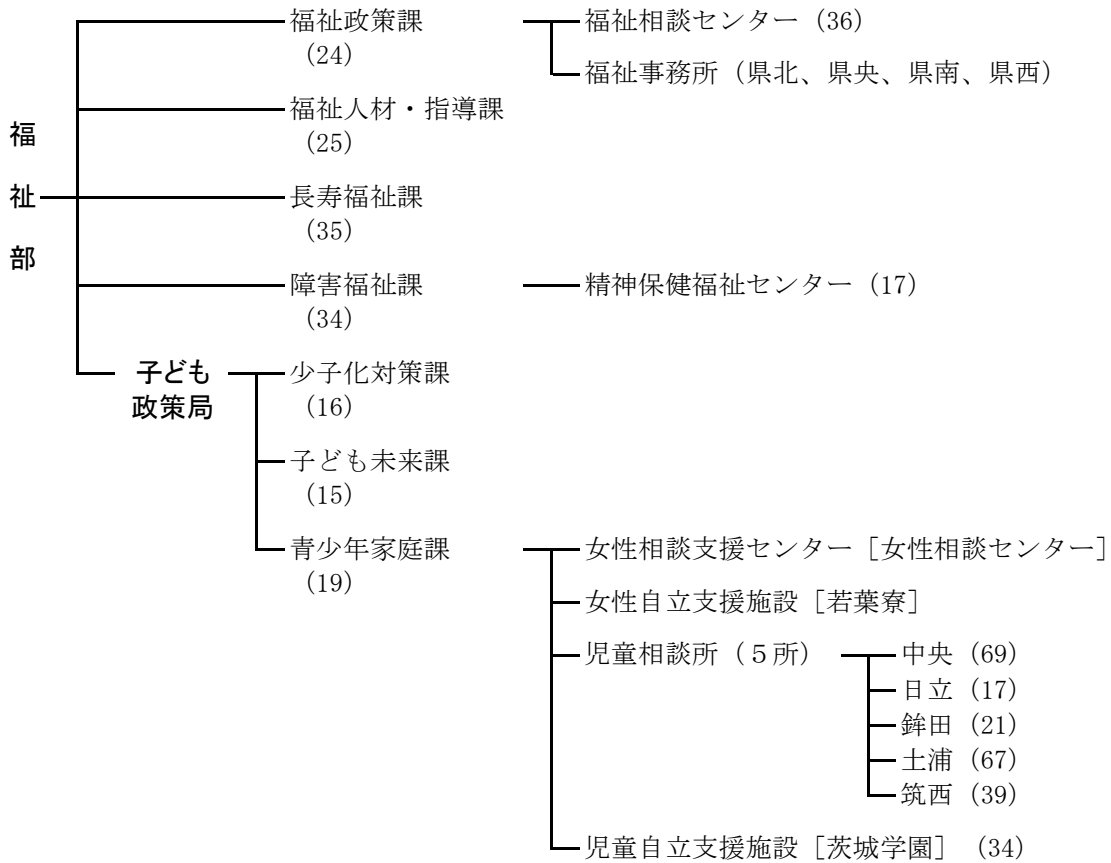 福祉部
福祉政策課
(24)
福祉相談センター (36)
福祉事務所（県北、県央、県南、県西）
福祉人材・指導課
(25)
長寿福祉課
(35)
障害福祉課
(34)
精神保健福祉センター (17)
子ども
政策局
少子化対策課
(16)
子ども未来課
(15)
青少年家庭課
(19)
女性相談支援センター［女性相談センター］
女性自立支援施設［若葉寮］
児童相談所（５所）
中央 (69)
日立 (17)
鉾田 (21)
土浦 (67)
筑西 (39)
児童自立支援施設［茨城学園］ (34)